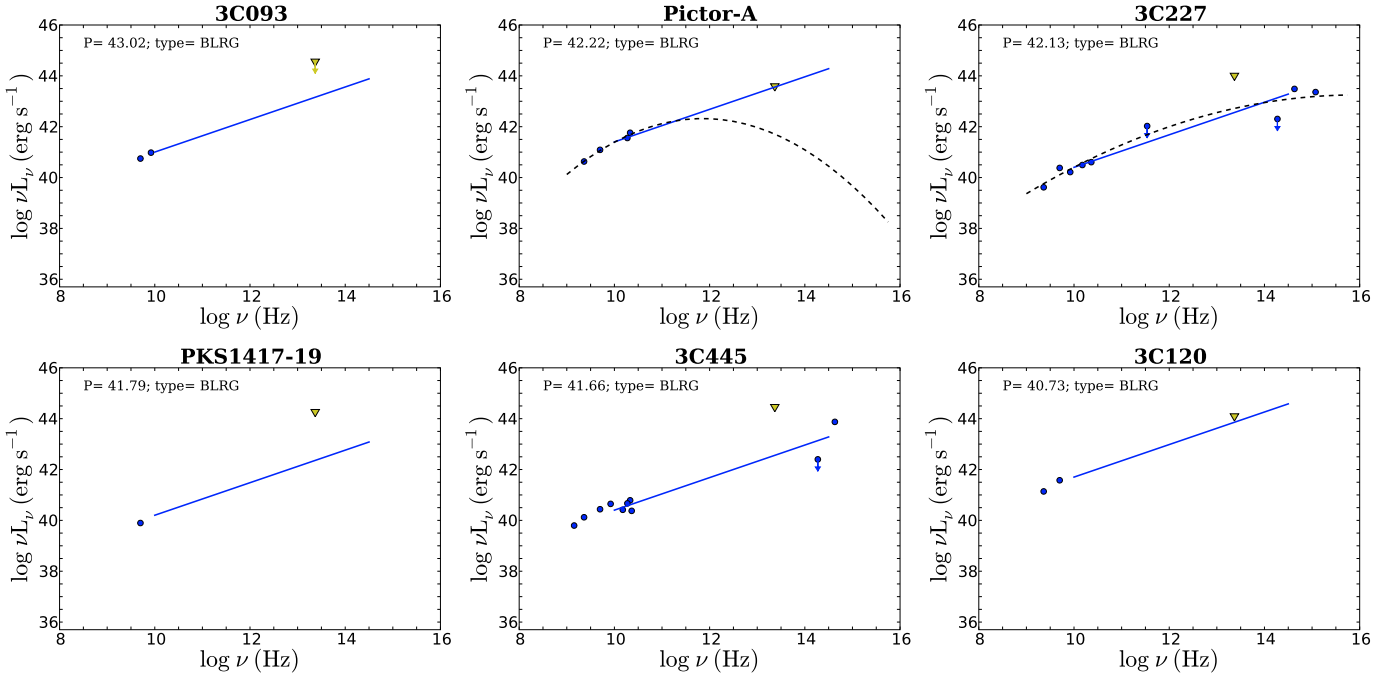 3C093
P= 43.02; type= BLRG
log νL_ν (erg s^−1)
46
44
42
40
38
36
8 10 12 14 16
log ν (Hz)
Pictor-A
P= 42.22; type= BLRG
log νL_ν (erg s^−1)
46
44
42
40
38
36
8 10 12 14 16
log ν (Hz)
3C227
P= 42.13; type= BLRG
log νL_ν (erg s^−1)
46
44
42
40
38
36
8 10 12 14 16
log ν (Hz)
PKS1417-19
P= 41.79; type= BLRG
log νL_ν (erg s^−1)
46
44
42
40
38
36
8 10 12 14 16
log ν (Hz)
3C445
P= 41.66; type= BLRG
log νL_ν (erg s^−1)
46
44
42
40
38
36
8 10 12 14 16
log ν (Hz)
3C120
P= 40.73; type= BLRG
log νL_ν (erg s^−1)
46
44
42
40
38
36
8 10 12 14 16
log ν (Hz)